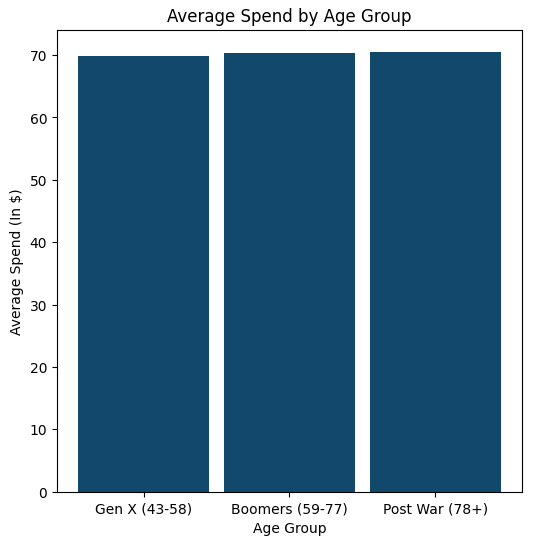 Average Spend by Age Group
Average Spend (In $)
70
60
50
40
30
20
10
0
Gen X (43-58) Boomers (59-77) Post War (78+)
Age Group